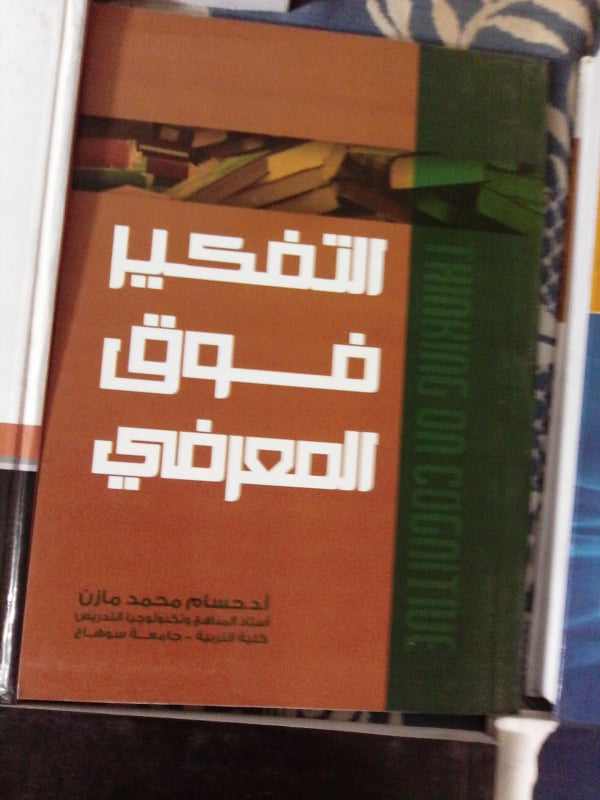 التفكير
فوق
المعرفي
THINKING ON COGNITIVE
أ.د.حسام محمد مازن
أستاذ المناهج وتكنولوجيا التدريس
كلية التربية - جامعة سوهاج